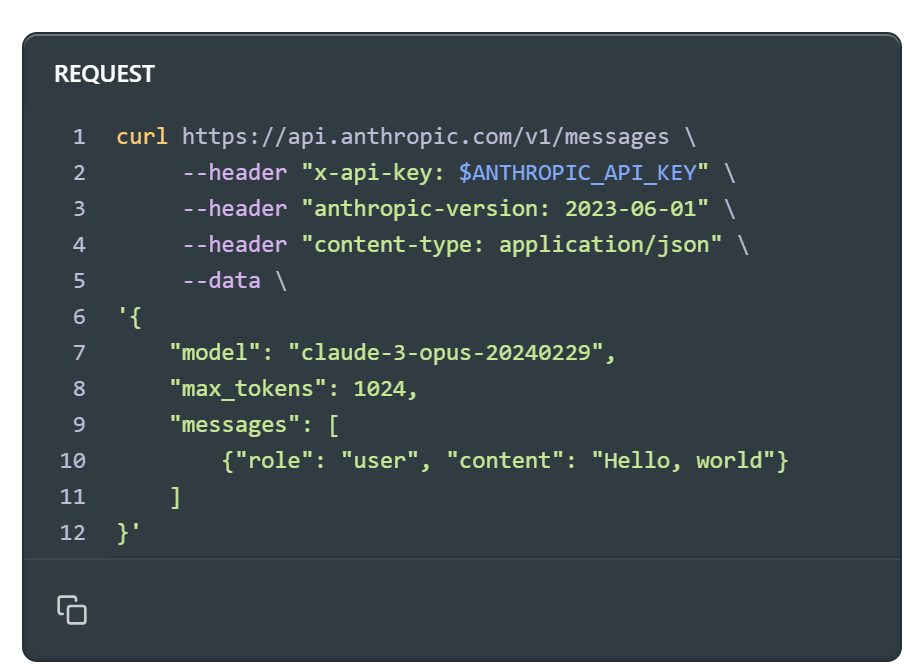 REQUEST
1 curl https://api.anthropic.com/v1/messages \
2      --header "x-api-key: $ANTHROPIC_API_KEY" \
3      --header "anthropic-version: 2023-06-01" \
4      --header "content-type: application/json" \
5      --data \
6 '{
7     "model": "claude-3-opus-20240229",
8     "max_tokens": 1024,
9     "messages": [
10         {"role": "user", "content": "Hello, world"}
11     ]
12 }'